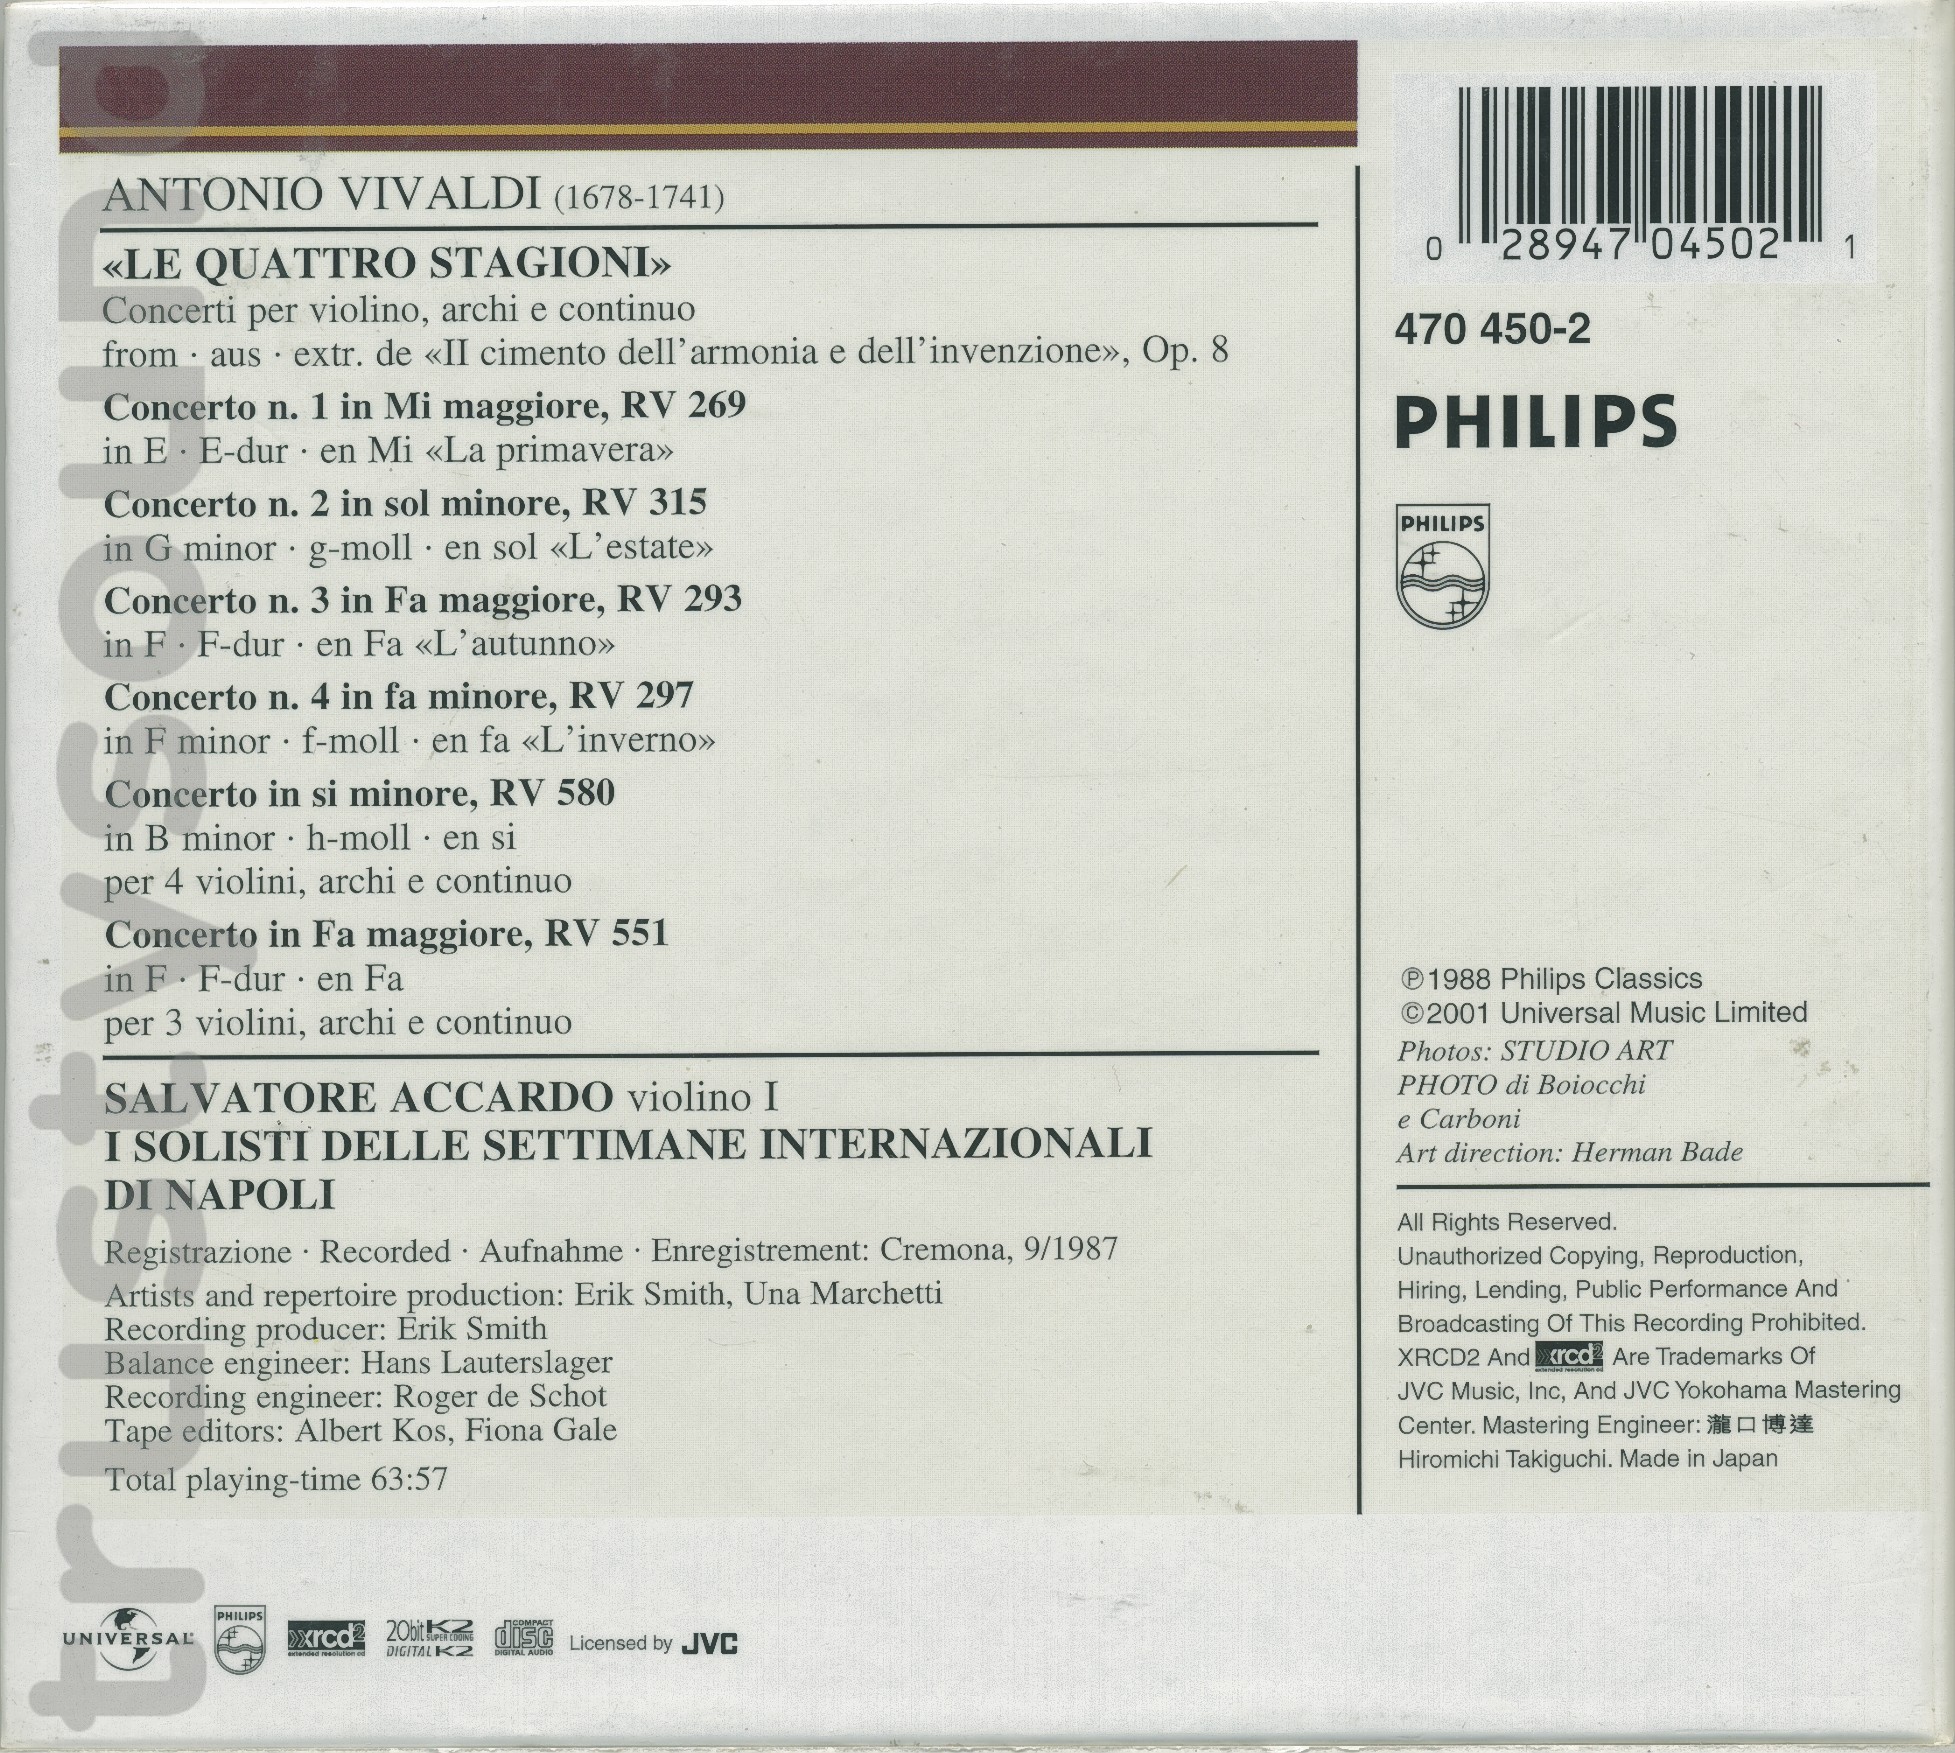 ANTONIO VIVALDI (1678-1741)
«LE QUATTRO STAGIONI»
Concerti per violino, archi e continuo
from · aus · extr. de «II cimento dell'armonia e dell'invenzione», Op. 8
Concerto n. 1 in Mi maggiore, RV 269
in E · E-dur · en Mi «La primavera»
Concerto n. 2 in sol minore, RV 315
in G minor · g-moll · en sol «L'estate»
Concerto n. 3 in Fa maggiore, RV 293
in F · F-dur · en Fa «L'autunno»
Concerto n. 4 in fa minore, RV 297
in F minor · f-moll · en fa «L'inverno»
Concerto in si minore, RV 580
in B minor · h-moll · en si
per 4 violini, archi e continuo
Concerto in Fa maggiore, RV 551
in F · F-dur · en Fa
per 3 violini, archi e continuo
SALVATORE ACCARDO violino I
I SOLISTI DELLE SETTIMANE INTERNAZIONALI
DI NAPOLI
Registrazione · Recorded · Aufnahme · Enregistrement: Cremona, 9/1987
Artists and repertoire production: Erik Smith, Una Marchetti
Recording producer: Erik Smith
Balance engineer: Hans Lauterslager
Recording engineer: Roger de Schot
Tape editors: Albert Kos, Fiona Gale
Total playing-time 63:57
0 28947 04502 1
470 450-2
PHILIPS
PHILIPS
℗1988 Philips Classics
©2001 Universal Music Limited
Photos: STUDIO ART
PHOTO di Boiocchi
e Carboni
Art direction: Herman Bade
All Rights Reserved.
Unauthorized Copying, Reproduction,
Hiring, Lending, Public Performance And
Broadcasting Of This Recording Prohibited.
XRCD2 And xrcd2 extended resolution cd Are Trademarks Of
JVC Music, Inc, And JVC Yokohama Mastering
Center. Mastering Engineer: 瀧口博達
Hiromichi Takiguchi. Made in Japan
UNIVERSAL
PHILIPS
xrcd2
extended resolution cd
20bit K2 SUPER CODING
DIGITAL K2
COMPACT
disc
DIGITAL AUDIO
Licensed by JVC
trustysound